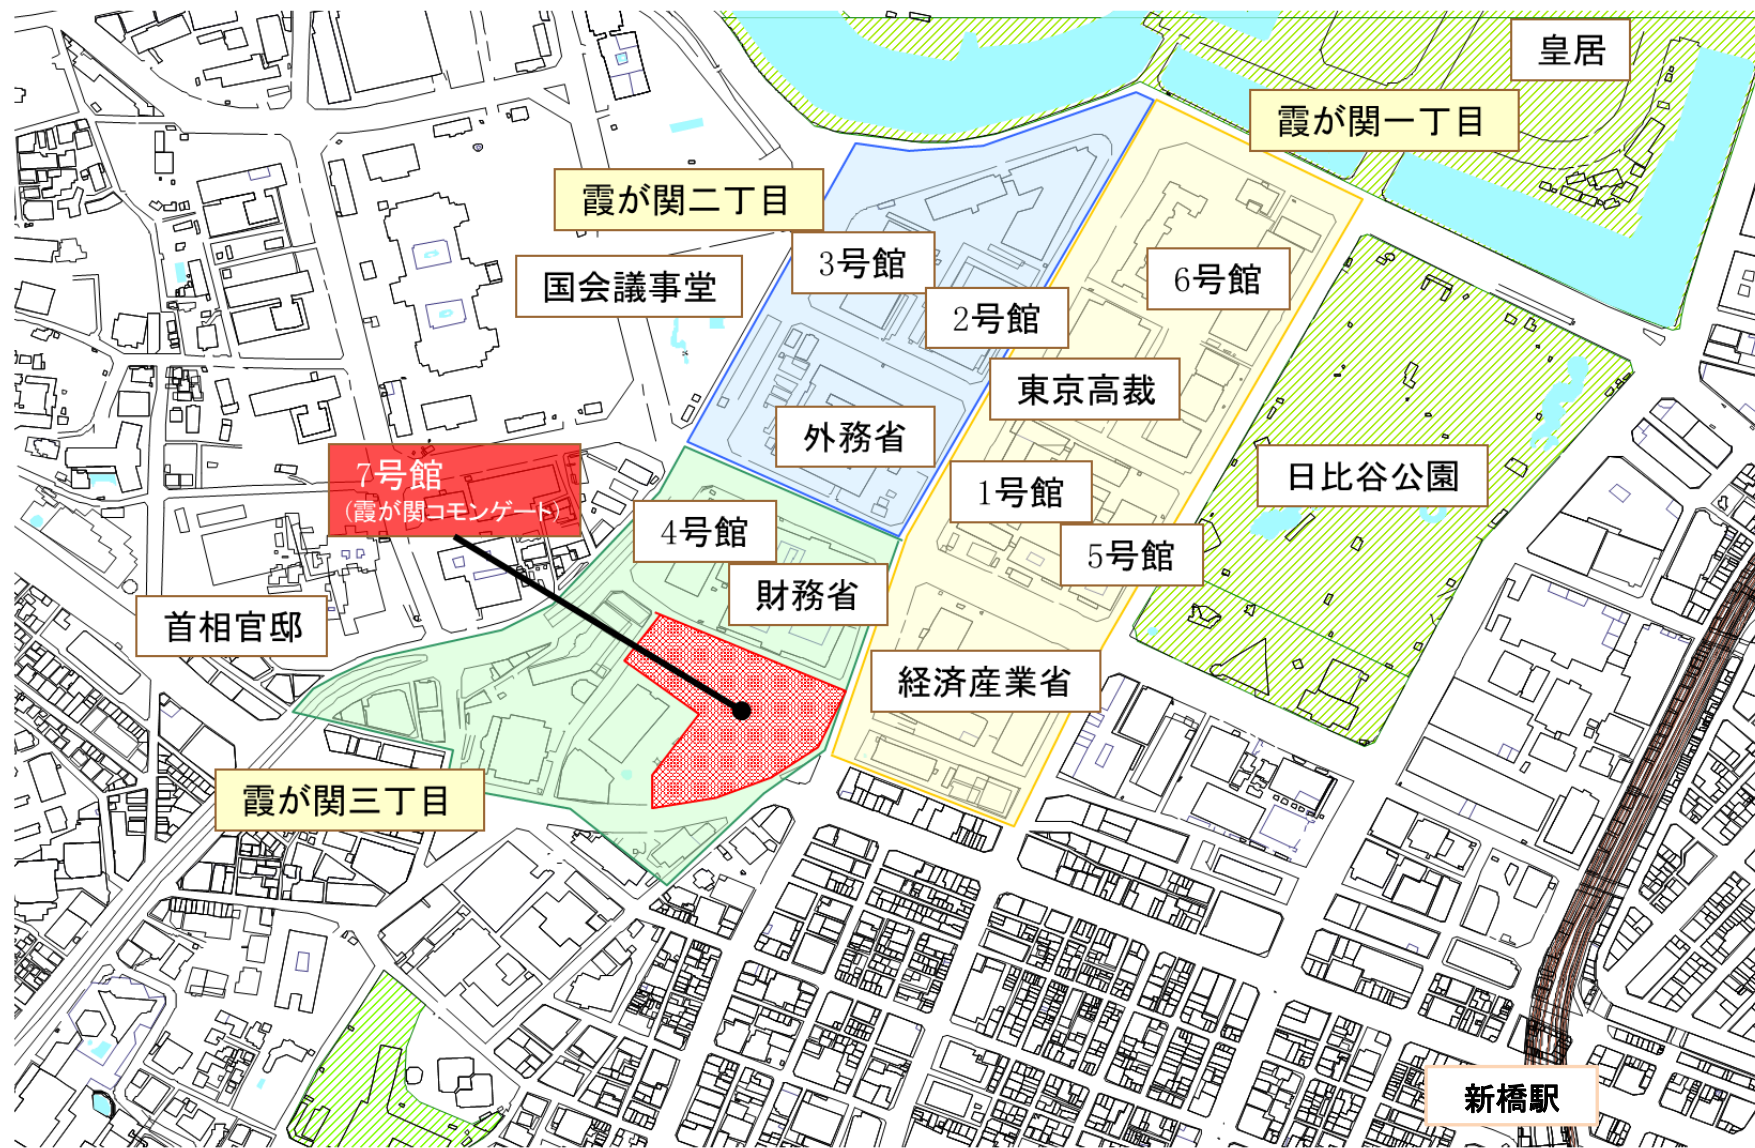 皇居
霞が関一丁目
霞が関二丁目
3号館
国会議事堂
6号館
2号館
東京高裁
外務省
7号館
(霞が関コモンゲート)
日比谷公園
1号館
4号館
5号館
財務省
首相官邸
経済産業省
霞が関三丁目
新橋駅